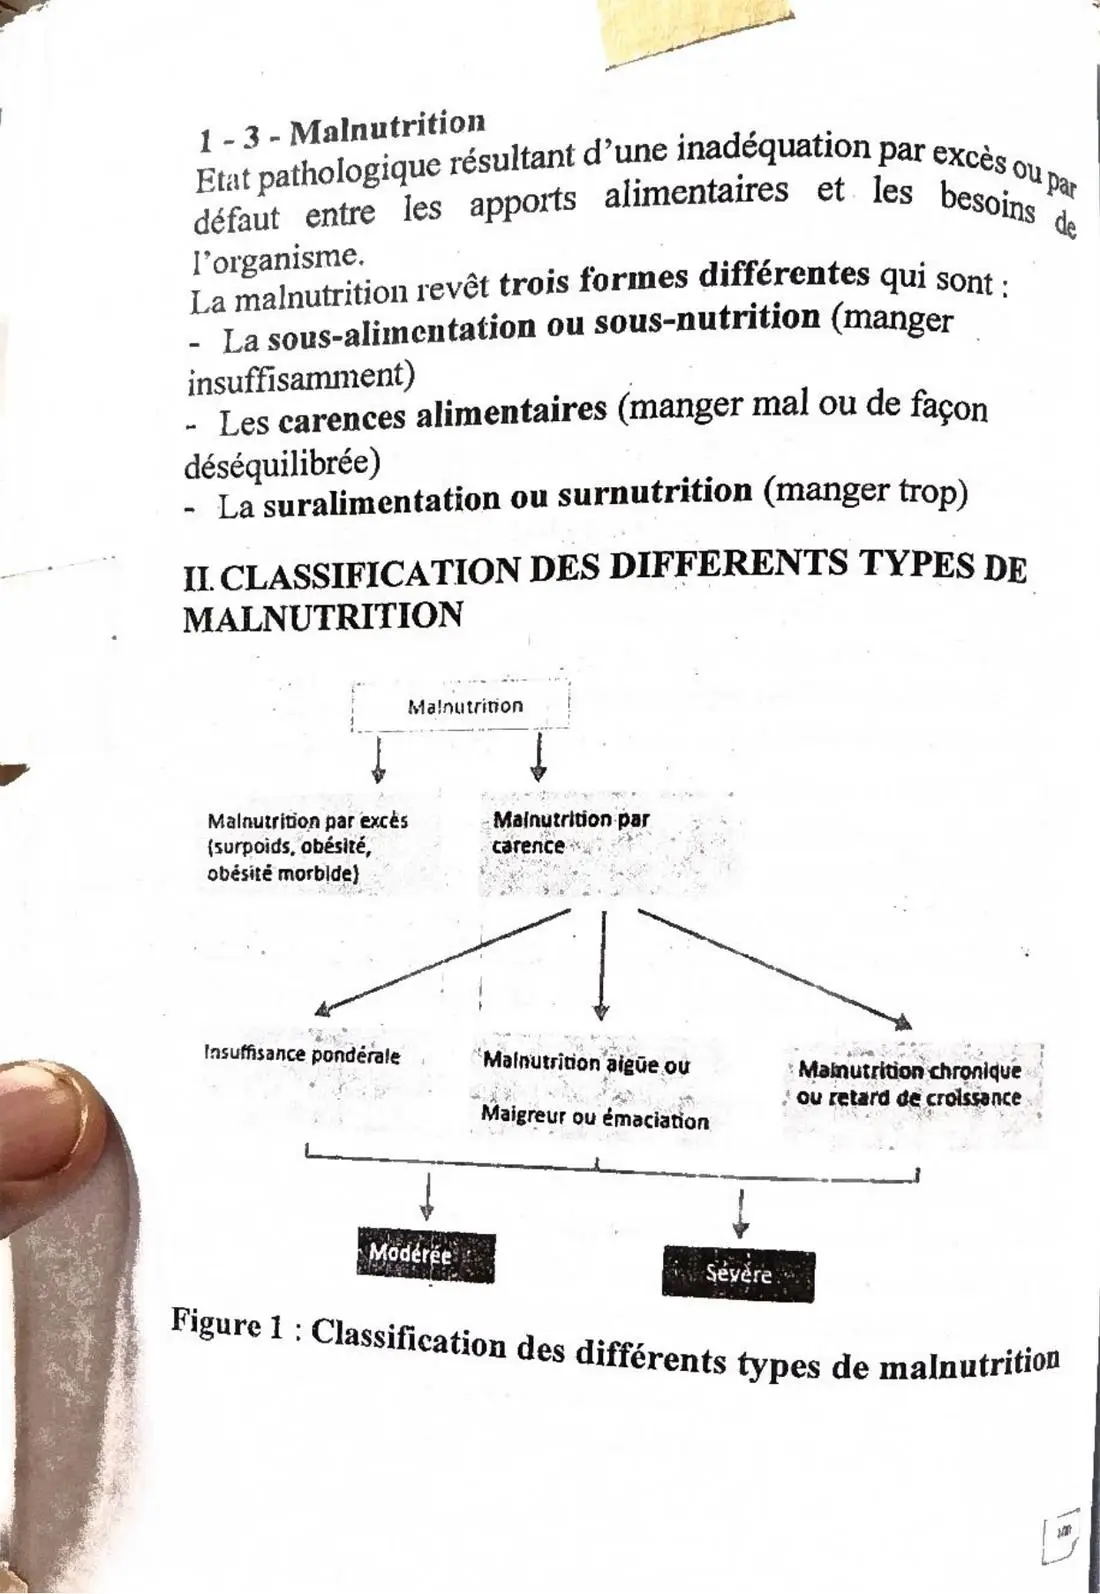 1 - 3 - Malnutrition
Etat pathologique résultant d'une inadéquation par excès ou par
défaut entre les apports alimentaires et les besoins de
l'organisme.
La malnutrition revêt trois formes différentes qui sont :
- La sous-alimentation ou sous-nutrition (manger
insuffisamment)
- Les carences alimentaires (manger mal ou de façon
déséquilibrée)
- La suralimentation ou surnutrition (manger trop)
II. CLASSIFICATION DES DIFFERENTS TYPES DE
MALNUTRITION
Malnutrition
Malnutrition par excès
(surpoids, obésité,
obésité morbide)
Malnutrition par
carence
Insuffisance pondérale
Malnutrition aigüe ou
Maigreur ou émaciation
Malnutrition chronique
ou retard de croissance
Modérée
Sévère
Figure 1 : Classification des différents types de malnutrition